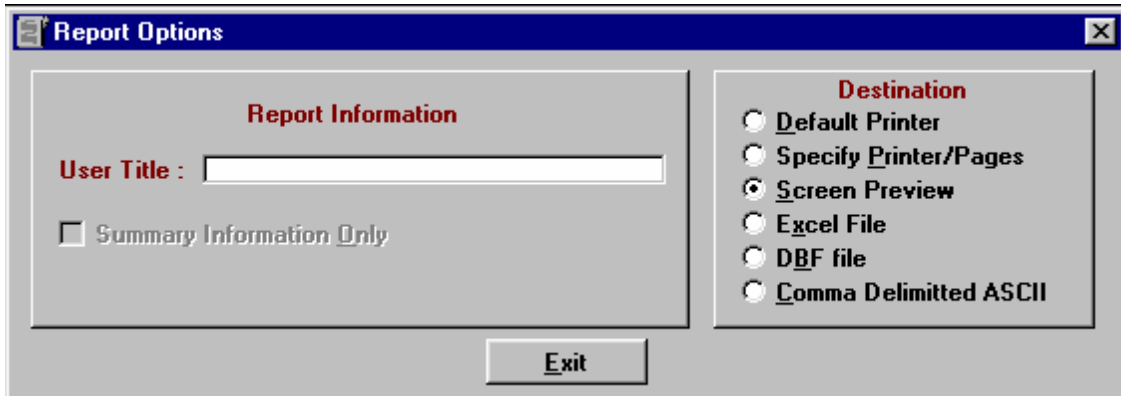 Report Options
Report Information
User Title :
Summary Information Only
Destination
Default Printer
Specify Printer/Pages
Screen Preview
Excel File
DBF file
Comma Delimitted ASCII
Exit